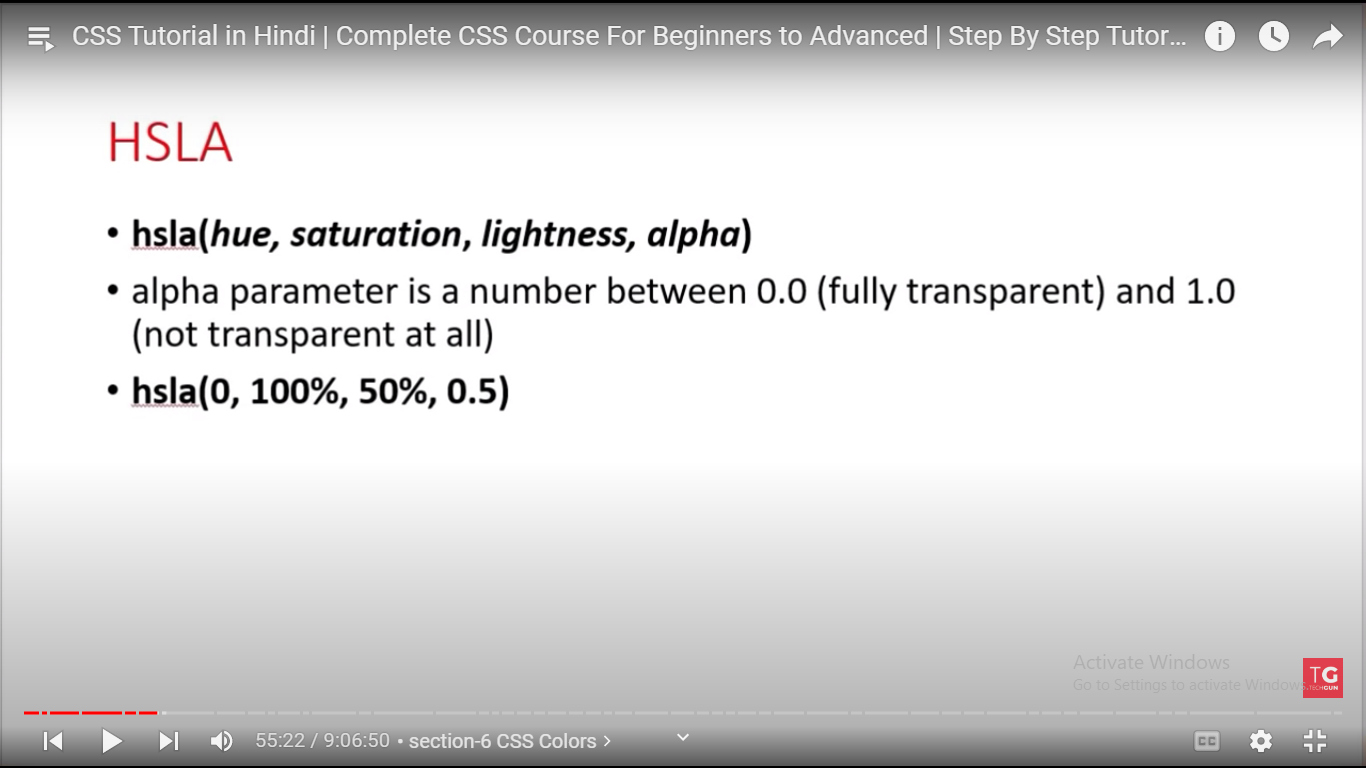 CSS Tutorial in Hindi | Complete CSS Course For Beginners to Advanced | Step By Step Tutor...
HSLA
• hsla(hue, saturation, lightness, alpha)
• alpha parameter is a number between 0.0 (fully transparent) and 1.0
(not transparent at all)
• hsla(0, 100%, 50%, 0.5)
Activate Windows
Go to Settings to activate Windows
TG
TECHGUN
55:22 / 9:06:50 • section-6 CSS Colors ›
CC